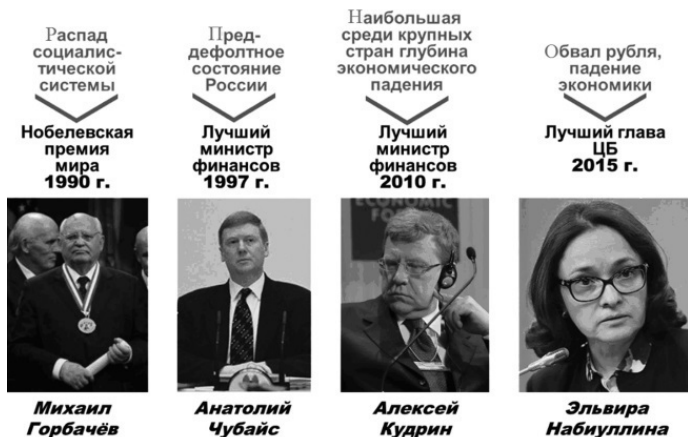 Распад
социалис-
тической
системы
Нобелевская
премия
мира
1990 г.
Михаил
Горбачёв
Пред-
дефолтное
состояние
России
Лучший
министр
финансов
1997 г.
Анатолий
Чубайс
Наибольшая
среди крупных
стран глубина
экономического
падения
Лучший
министр
финансов
2010 г.
ECONOMIC
Алексей
Кудрин
Обвал рубля,
падение
экономики
Лучший глава
ЦБ
2015 г.
Эльвира
Набиуллина